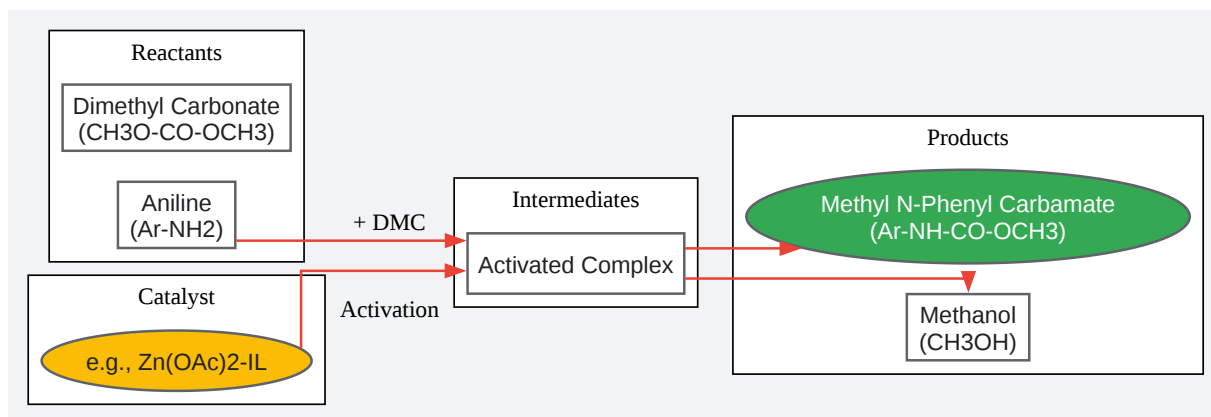 Reactants
Dimethyl Carbonate
(CH3O-CO-OCH3)
Aniline
(Ar-NH2)
Catalyst
e.g., Zn(OAc)2-IL
+ DMC
Activation
Intermediates
Activated Complex
Products
Methyl N-Phenyl Carbamate
(Ar-NH-CO-OCH3)
Methanol
(CH3OH)